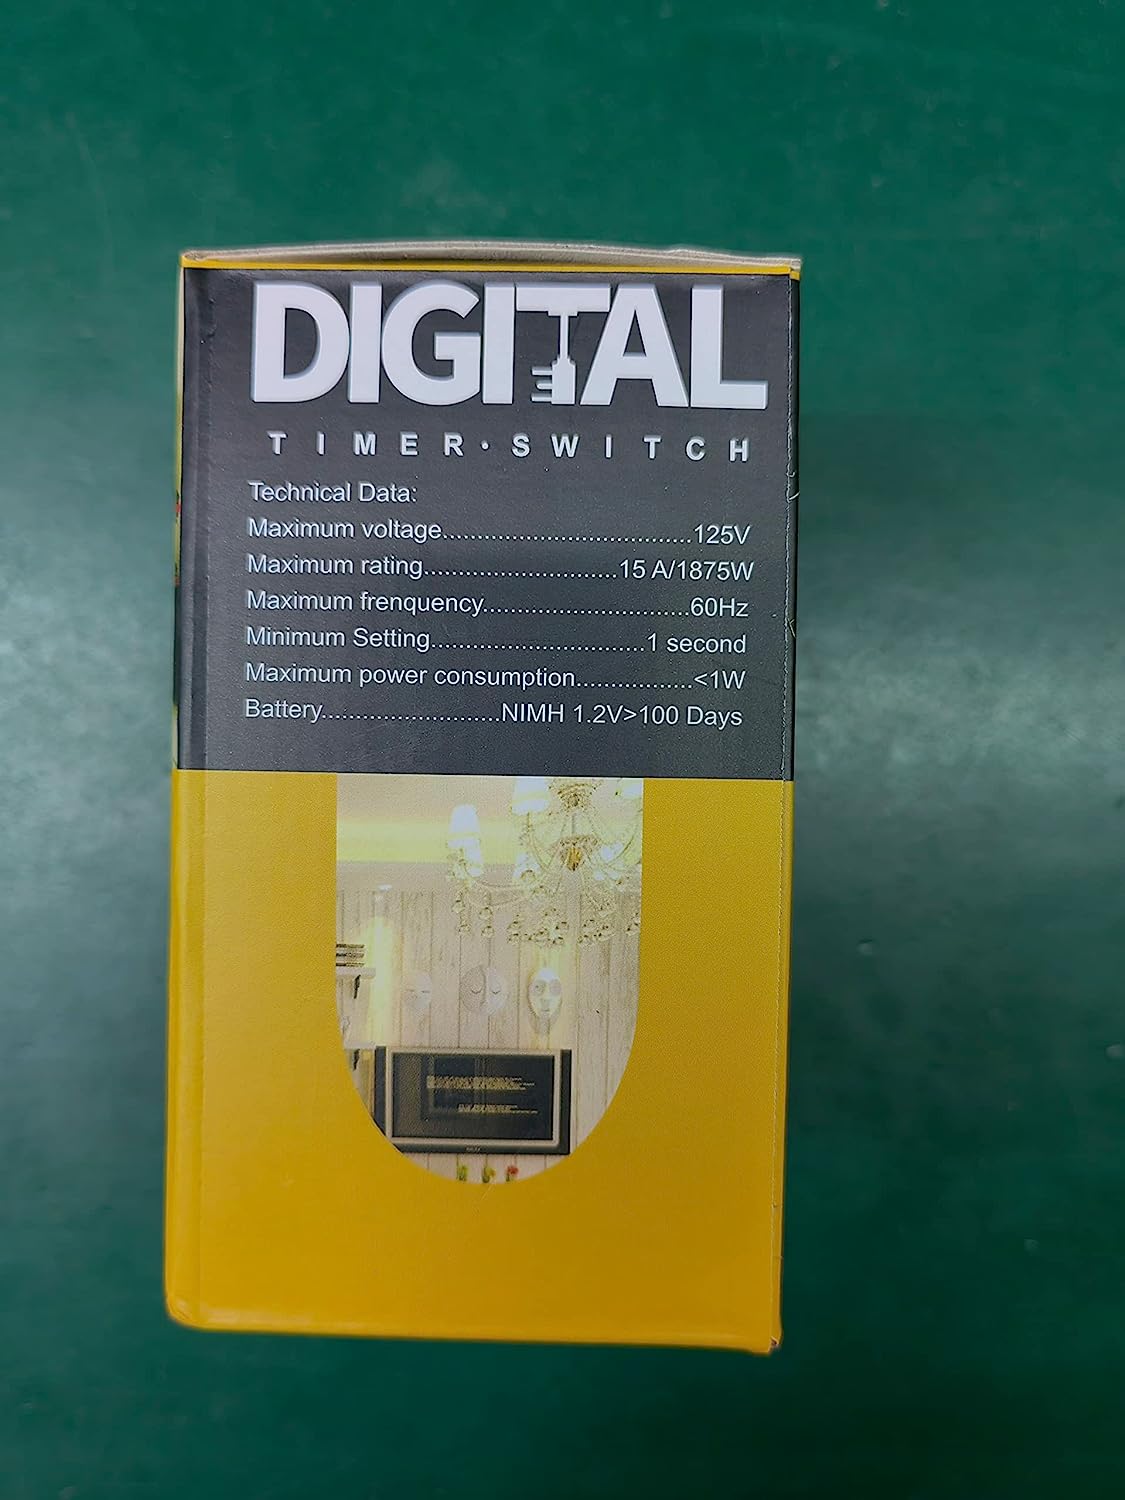 DIGITAL
TIMER·SWITCH
Technical Data:
Maximum voltage........................................125V
Maximum rating............................15 A/1875W
Maximum frenquency..............................60Hz
Minimum Setting...............................1 second
Maximum power consumption.................<1W
Battery..........................NIMH 1.2V>100 Days